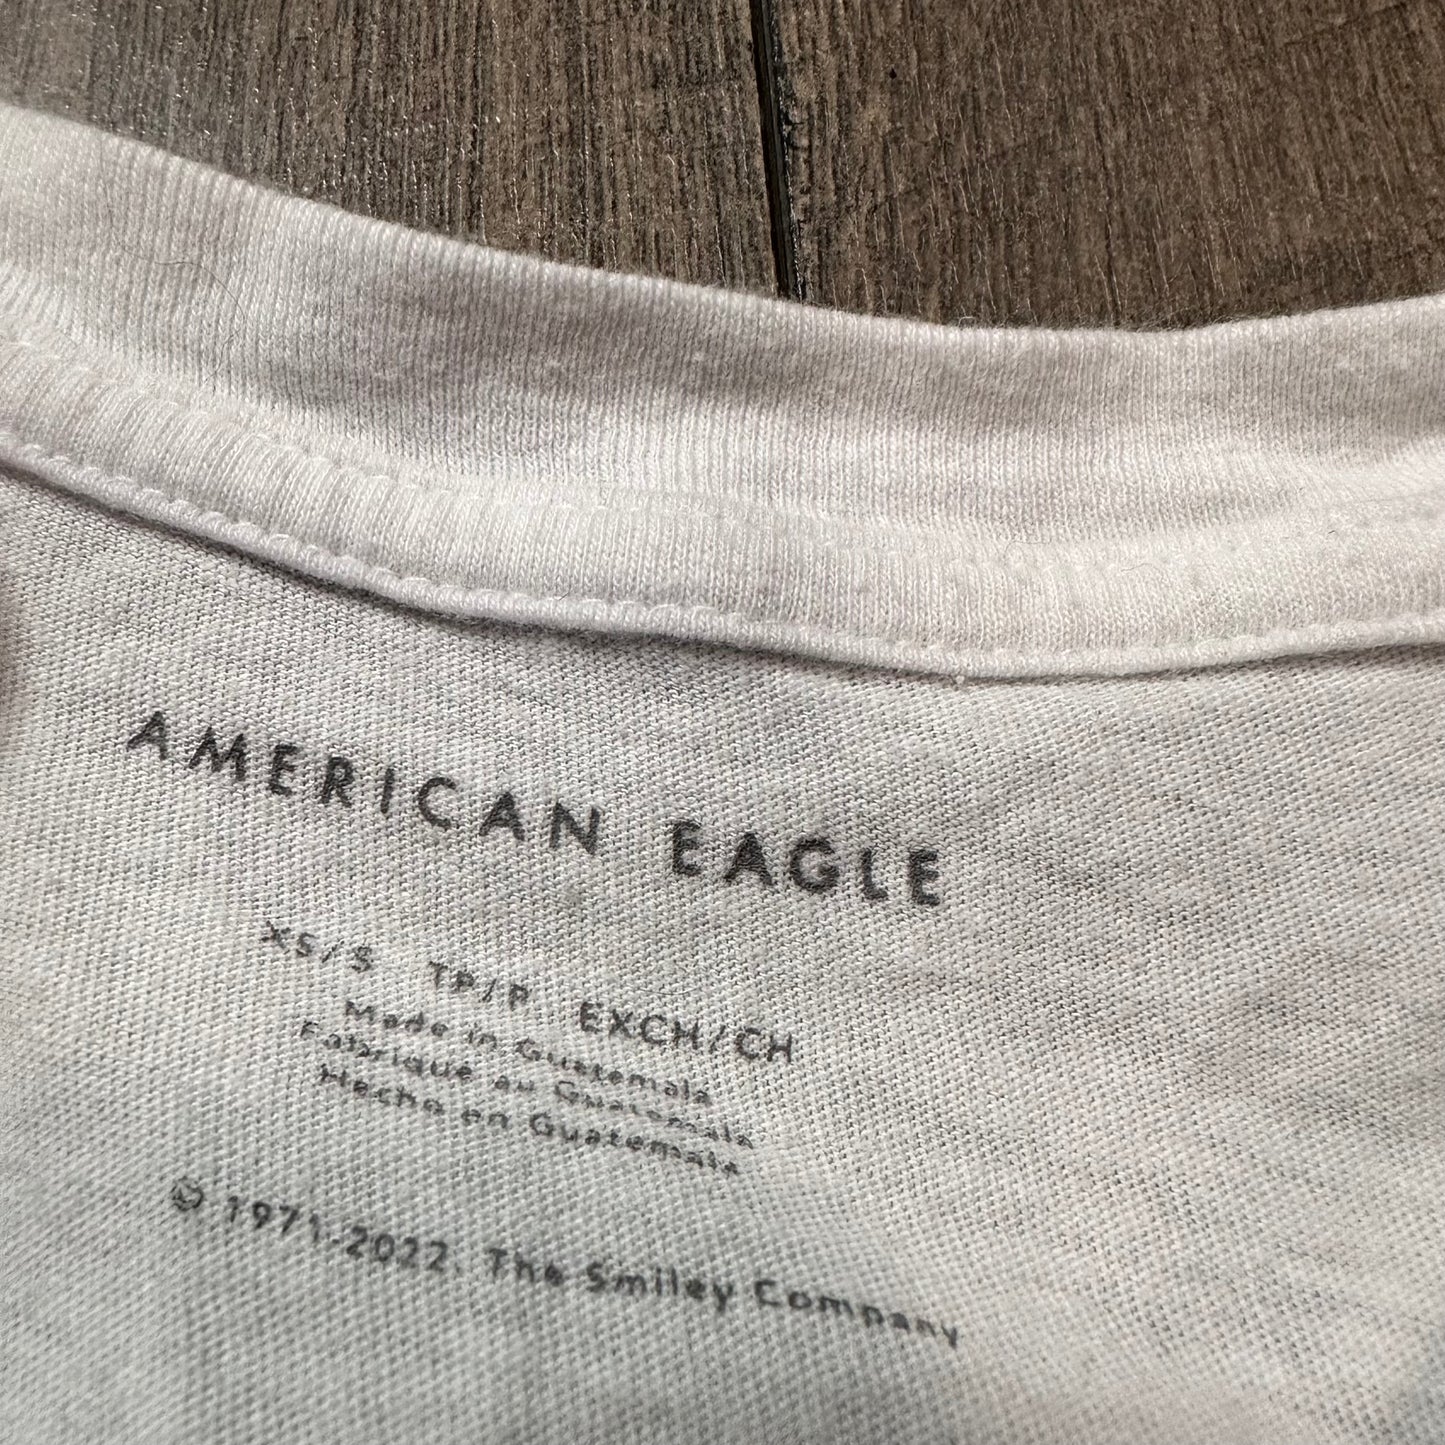 AMERICAN EAGLE
XS/S TP/P EXCH/CH
Made in Guatemala
Fabriqué au Guatemala
Hecho en Guatemala
© 1971-2022, The Smiley Company